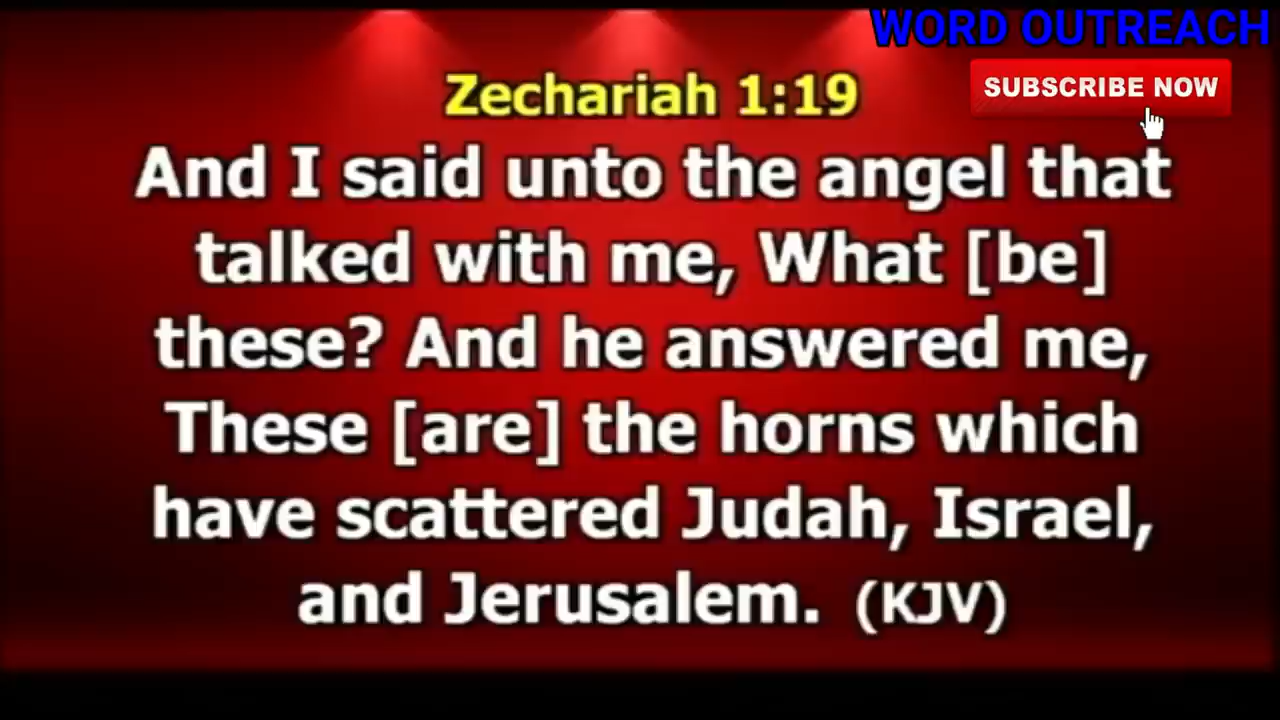 WORD OUTREACH
SUBSCRIBE NOW
Zechariah 1:19
And I said unto the angel that
talked with me, What [be]
these? And he answered me,
These [are] the horns which
have scattered Judah, Israel,
and Jerusalem. (KJV)